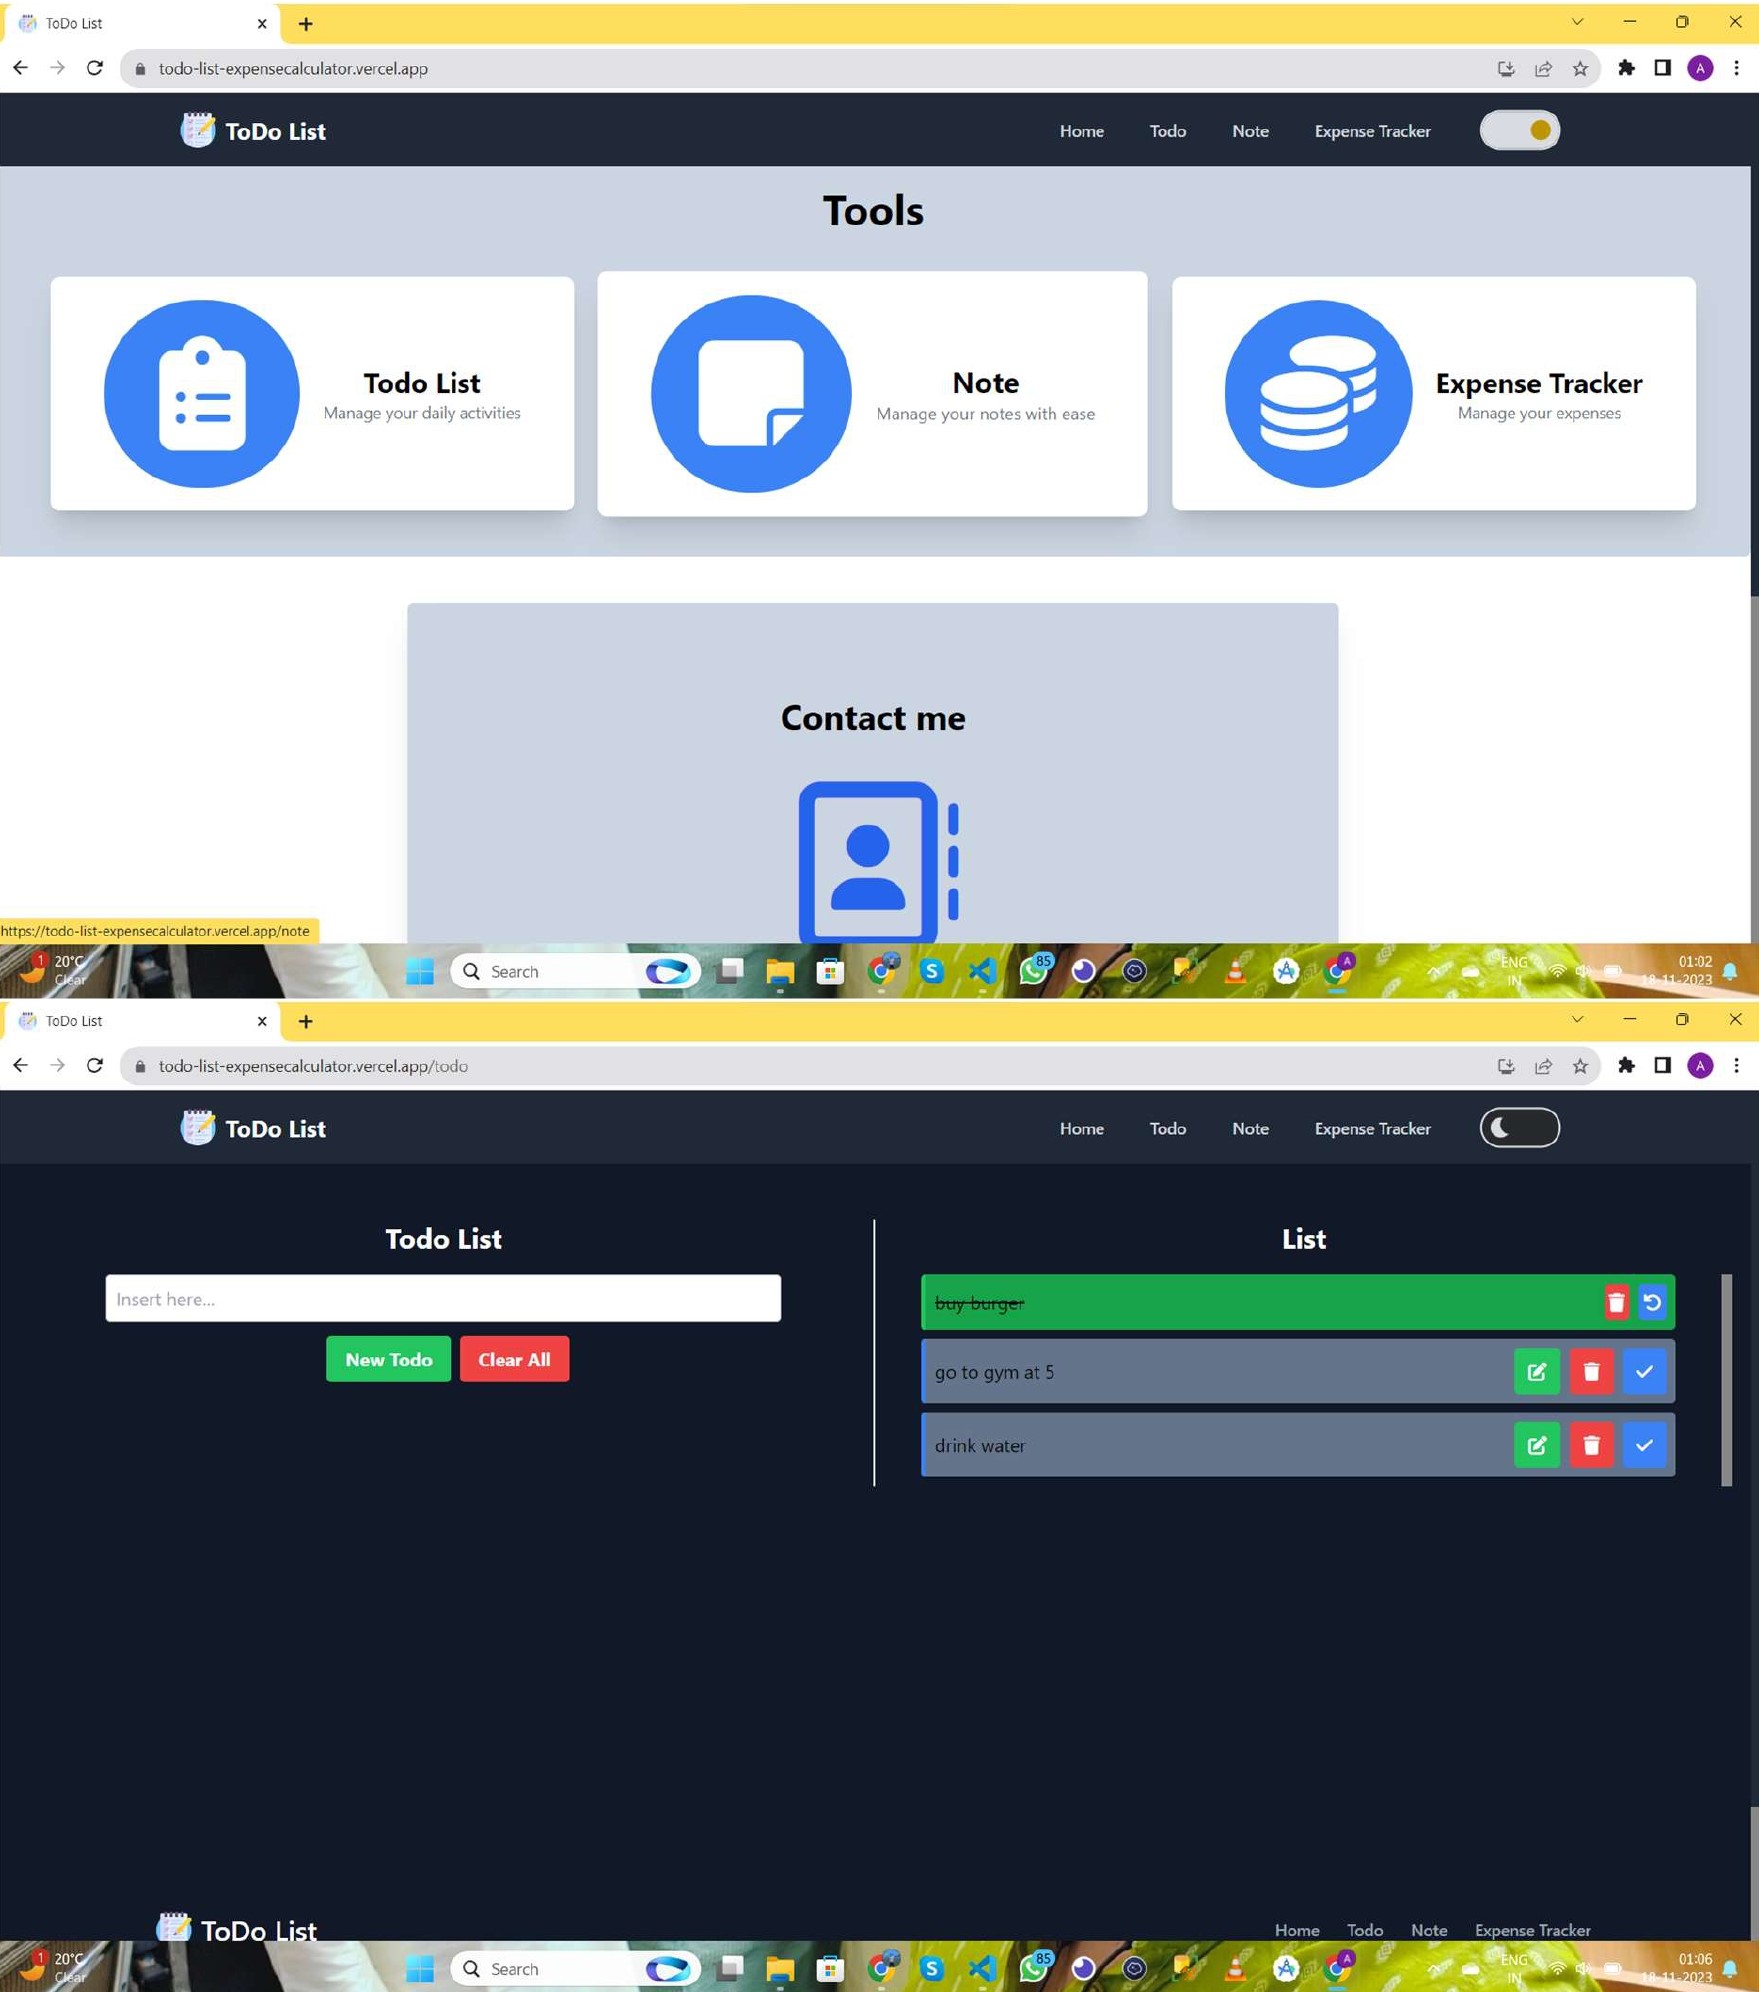 ToDo List
todo-list-expensecalculator.vercel.app
A
ToDo List
Home Todo Note Expense Tracker
Tools
Todo List
Manage your daily activities
Note
Manage your notes with ease
Expense Tracker
Manage your expenses
Contact me
https://todo-list-expensecalculator.vercel.app/note
1
20°C
Clear
Search
S
85
A
ENG
IN
01:02
18-11-2023
ToDo List
todo-list-expensecalculator.vercel.app/todo
A
ToDo List
Home Todo Note Expense Tracker
Todo List
Insert here...
New Todo Clear All
List
buy burger
go to gym at 5
drink water
ToDo List
Home Todo Note Expense Tracker
1
20°C
Clear
Search
S
85
A
ENG
IN
01:06
18-11-2023